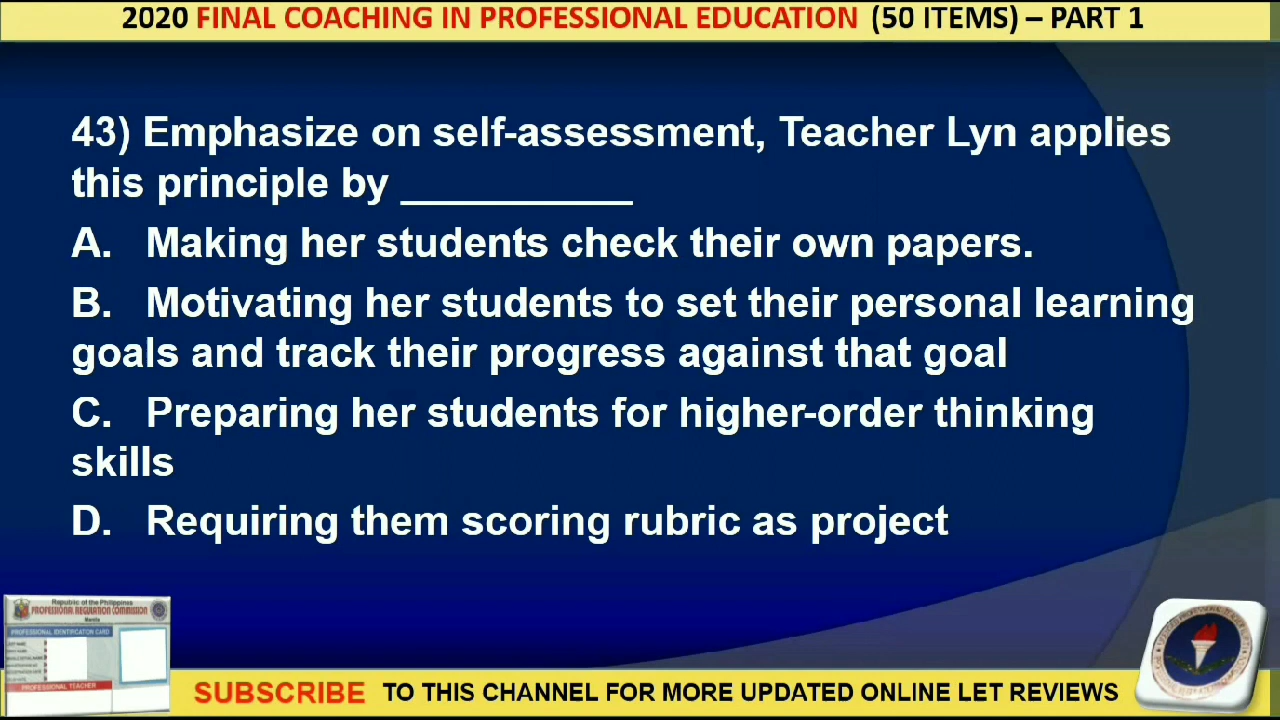 2020 FINAL COACHING IN PROFESSIONAL EDUCATION (50 ITEMS) – PART 1
43) Emphasize on self-assessment, Teacher Lyn applies
this principle by ___________
A. Making her students check their own papers.
B. Motivating her students to set their personal learning
goals and track their progress against that goal
C. Preparing her students for higher-order thinking
skills
D. Requiring them scoring rubric as project
Republic of the Philippines
PROFESSIONAL REGULATION COMMISSION
Manila
PROFESSIONAL IDENTIFICATION CARD
PROFESSIONAL TEACHER
SUBSCRIBE TO THIS CHANNEL FOR MORE UPDATED ONLINE LET REVIEWS